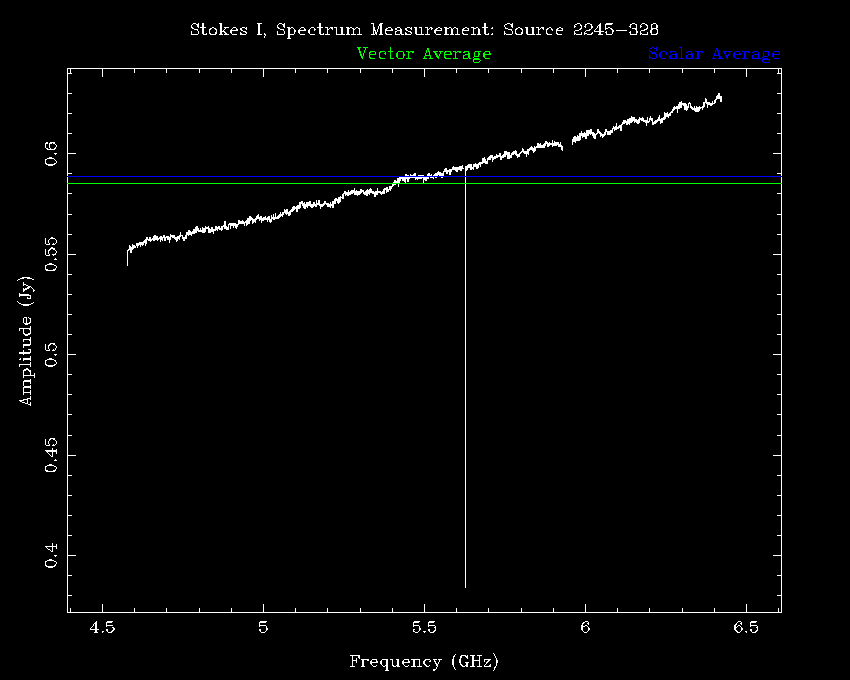 Stokes I, Spectrum Measurement: Source 2245-328
Vector Average Scalar Average
0.6
0.55
0.5
0.45
0.4
Amplitude (Jy)
4.5 5 5.5 6 6.5
Frequency (GHz)